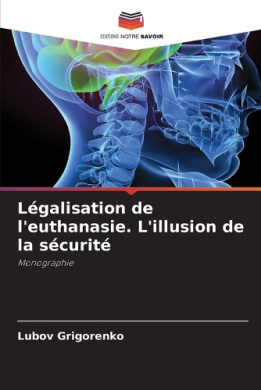 EDITIONS NOTRE SAVOIR
Légalisation de
l'euthanasie. L'illusion de
la sécurité
Monographie
Lubov Grigorenko